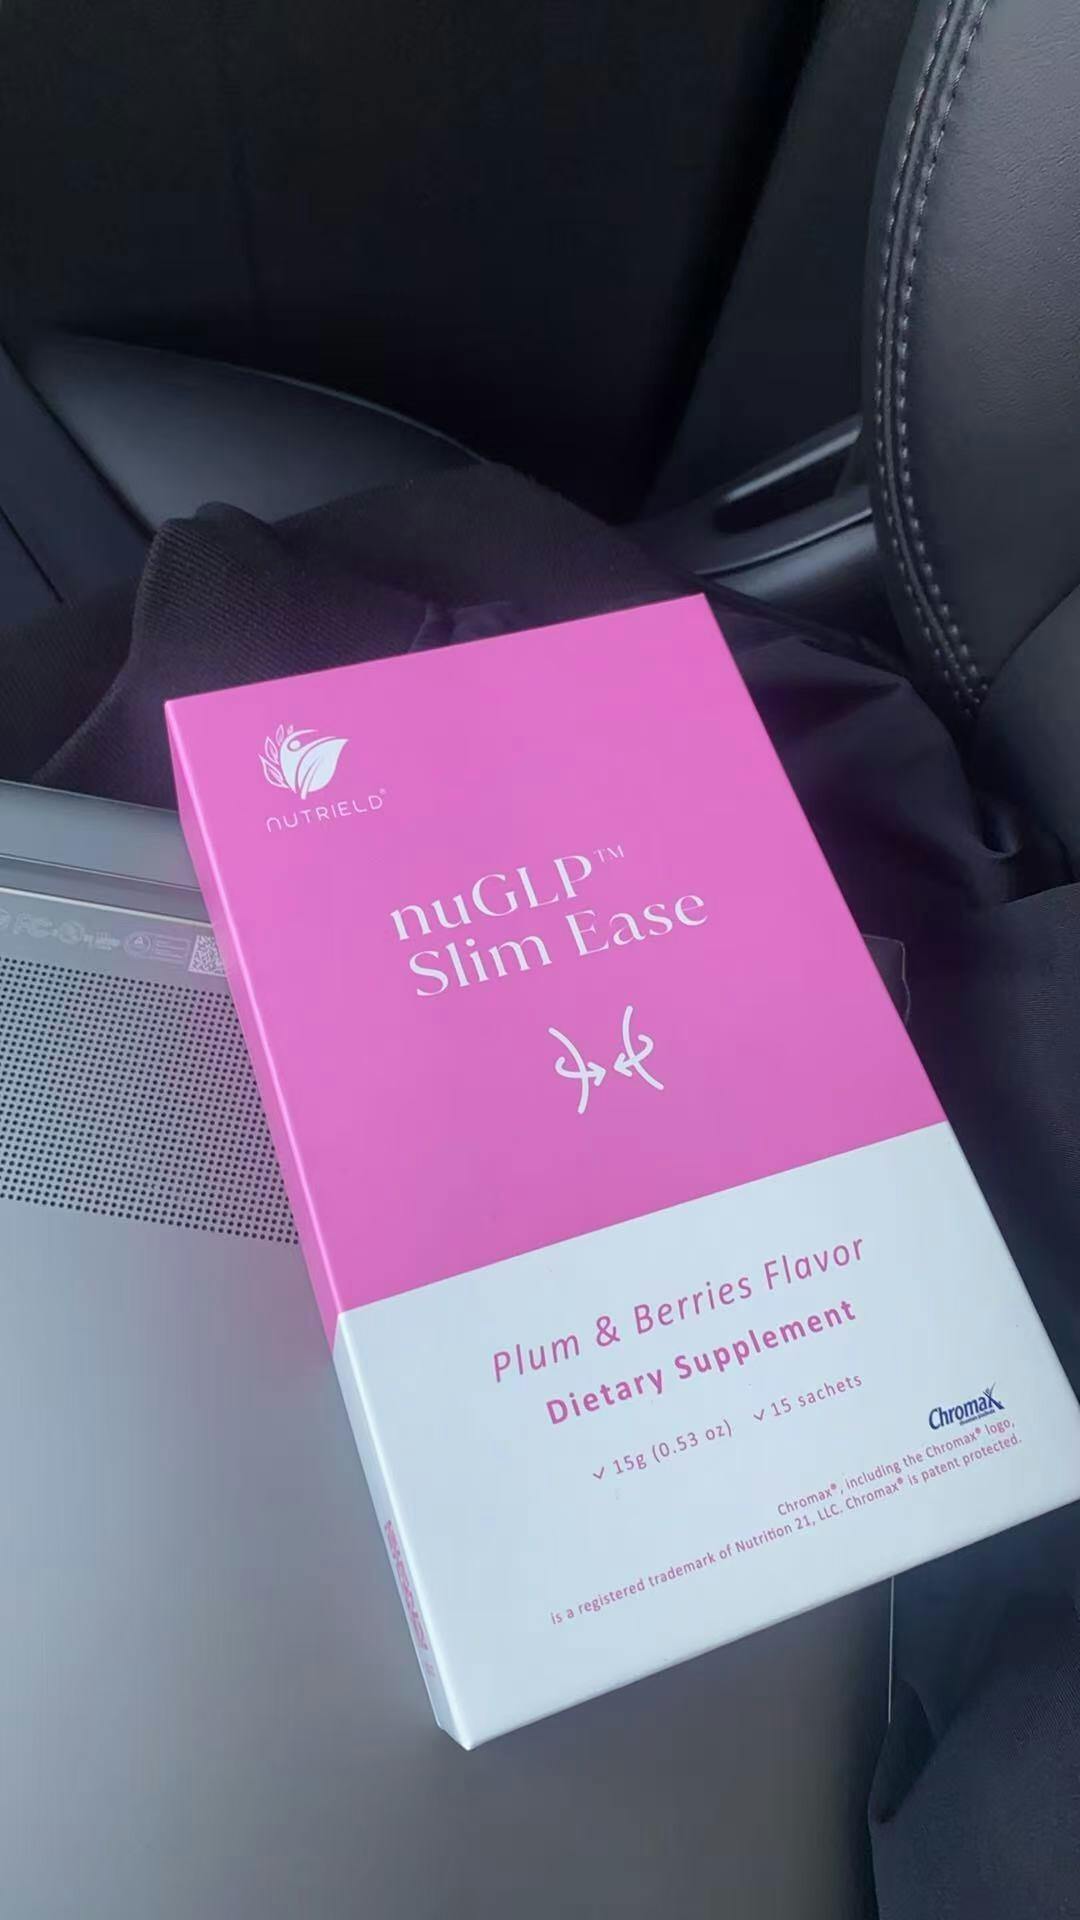 NUTRIELD®
nuGLP™
Slim Ease
Plum & Berries Flavor
Dietary Supplement
✓ 15g (0.53 oz) ✓ 15 sachets
Chromax
Chromax®, including the Chromax® logo,
is a registered trademark of Nutrition 21, LLC. Chromax® is patent protected.
FC